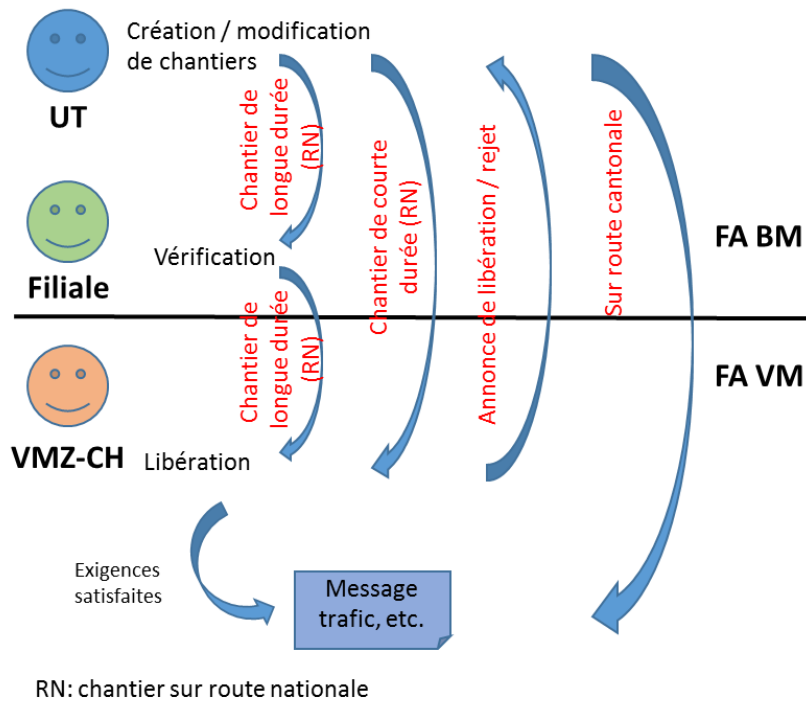 Création / modification
de chantiers
UT
Chantier de
longue durée
(RN)
Chantier de courte
durée (RN)
Annonce de libération / rejet
Sur route cantonale
Vérification
Filiale
FA BM
Chantier de
longue durée
(RN)
FA VM
VMZ-CH
Libération
Exigences
satisfaites
Message
trafic, etc.
RN: chantier sur route nationale